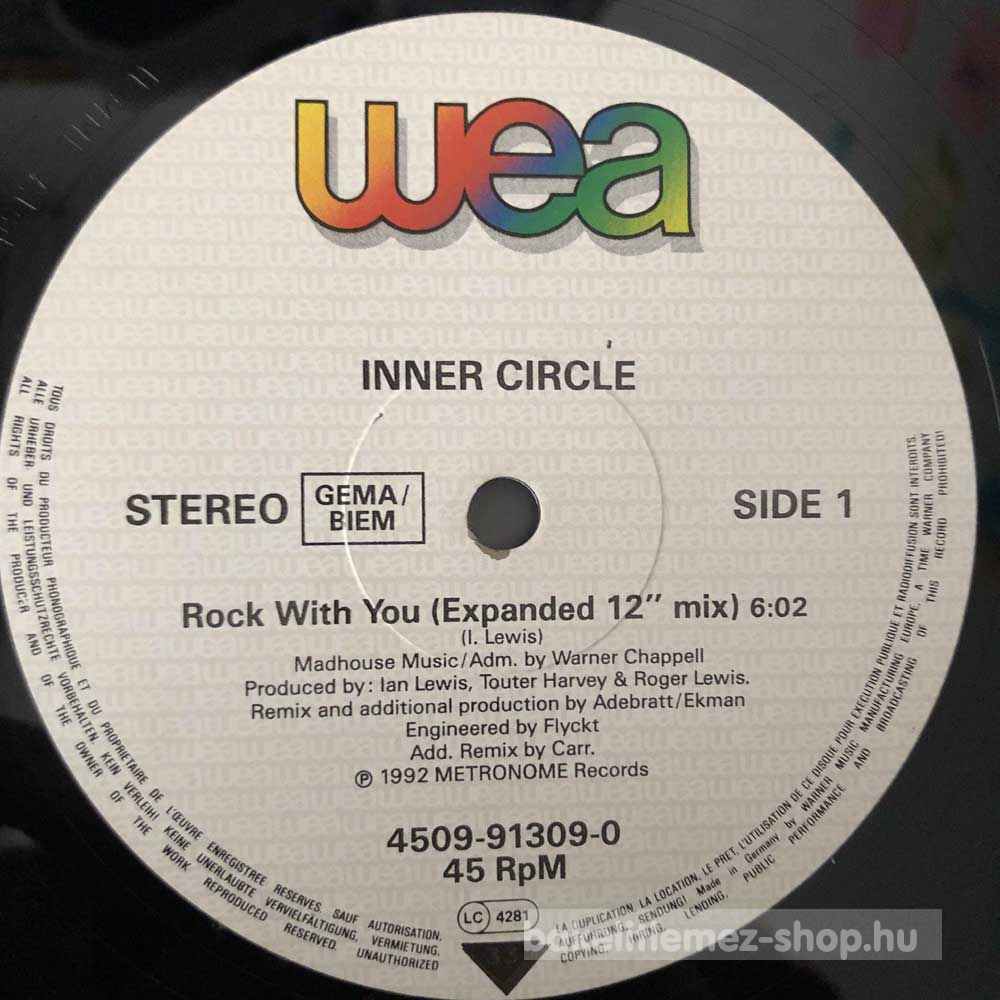 wea
INNER CIRCLE
STEREO
GEMA/
BIEM
SIDE 1
Rock With You (Expanded 12″ mix) 6:02
(I. Lewis)
Madhouse Music/Adm. by Warner Chappell
Produced by: Ian Lewis, Touter Harvey & Roger Lewis.
Remix and additional production by Adebratt/Ekman
Engineered by Flyckt
Add. Remix by Carr.
℗ 1992 METRONOME Records
4509-91309-0
45 RpM
LC 4281
TOUS DROITS DU PRODUCTEUR PHONOGRAPHIQUE ET DU PROPRIETAIRE DE L'ŒUVRE ENREGISTREE RESERVES. SAUF AUTORISATION,
ALLE URHEBER UND LEISTUNGSSCHUTZRECHTE VORBEHALTEN. KEIN VERLEIH! KEINE UNERLAUBTE VERVIELFÄLTIGUNG, VERMIETUNG,
ALL RIGHTS OF THE PRODUCER AND OF THE OWNER OF THE WORK REPRODUCED RESERVED. UNAUTHORIZED
LA DUPLICATION, LA LOCATION, LE PRET, L'UTILISATION DE CE DISQUE POUR EXECUTION PUBLIQUE ET RADIODIFFUSION SONT INTERDITS.
AUFFÜHRUNG, SENDUNG! Made in Germany by WARNER MUSIC MANUFACTURING EUROPE, A TIME WARNER COMPANY
COPYING, HIRING, LENDING, PUBLIC PERFORMANCE AND BROADCASTING OF THIS RECORD PROHIBITED!